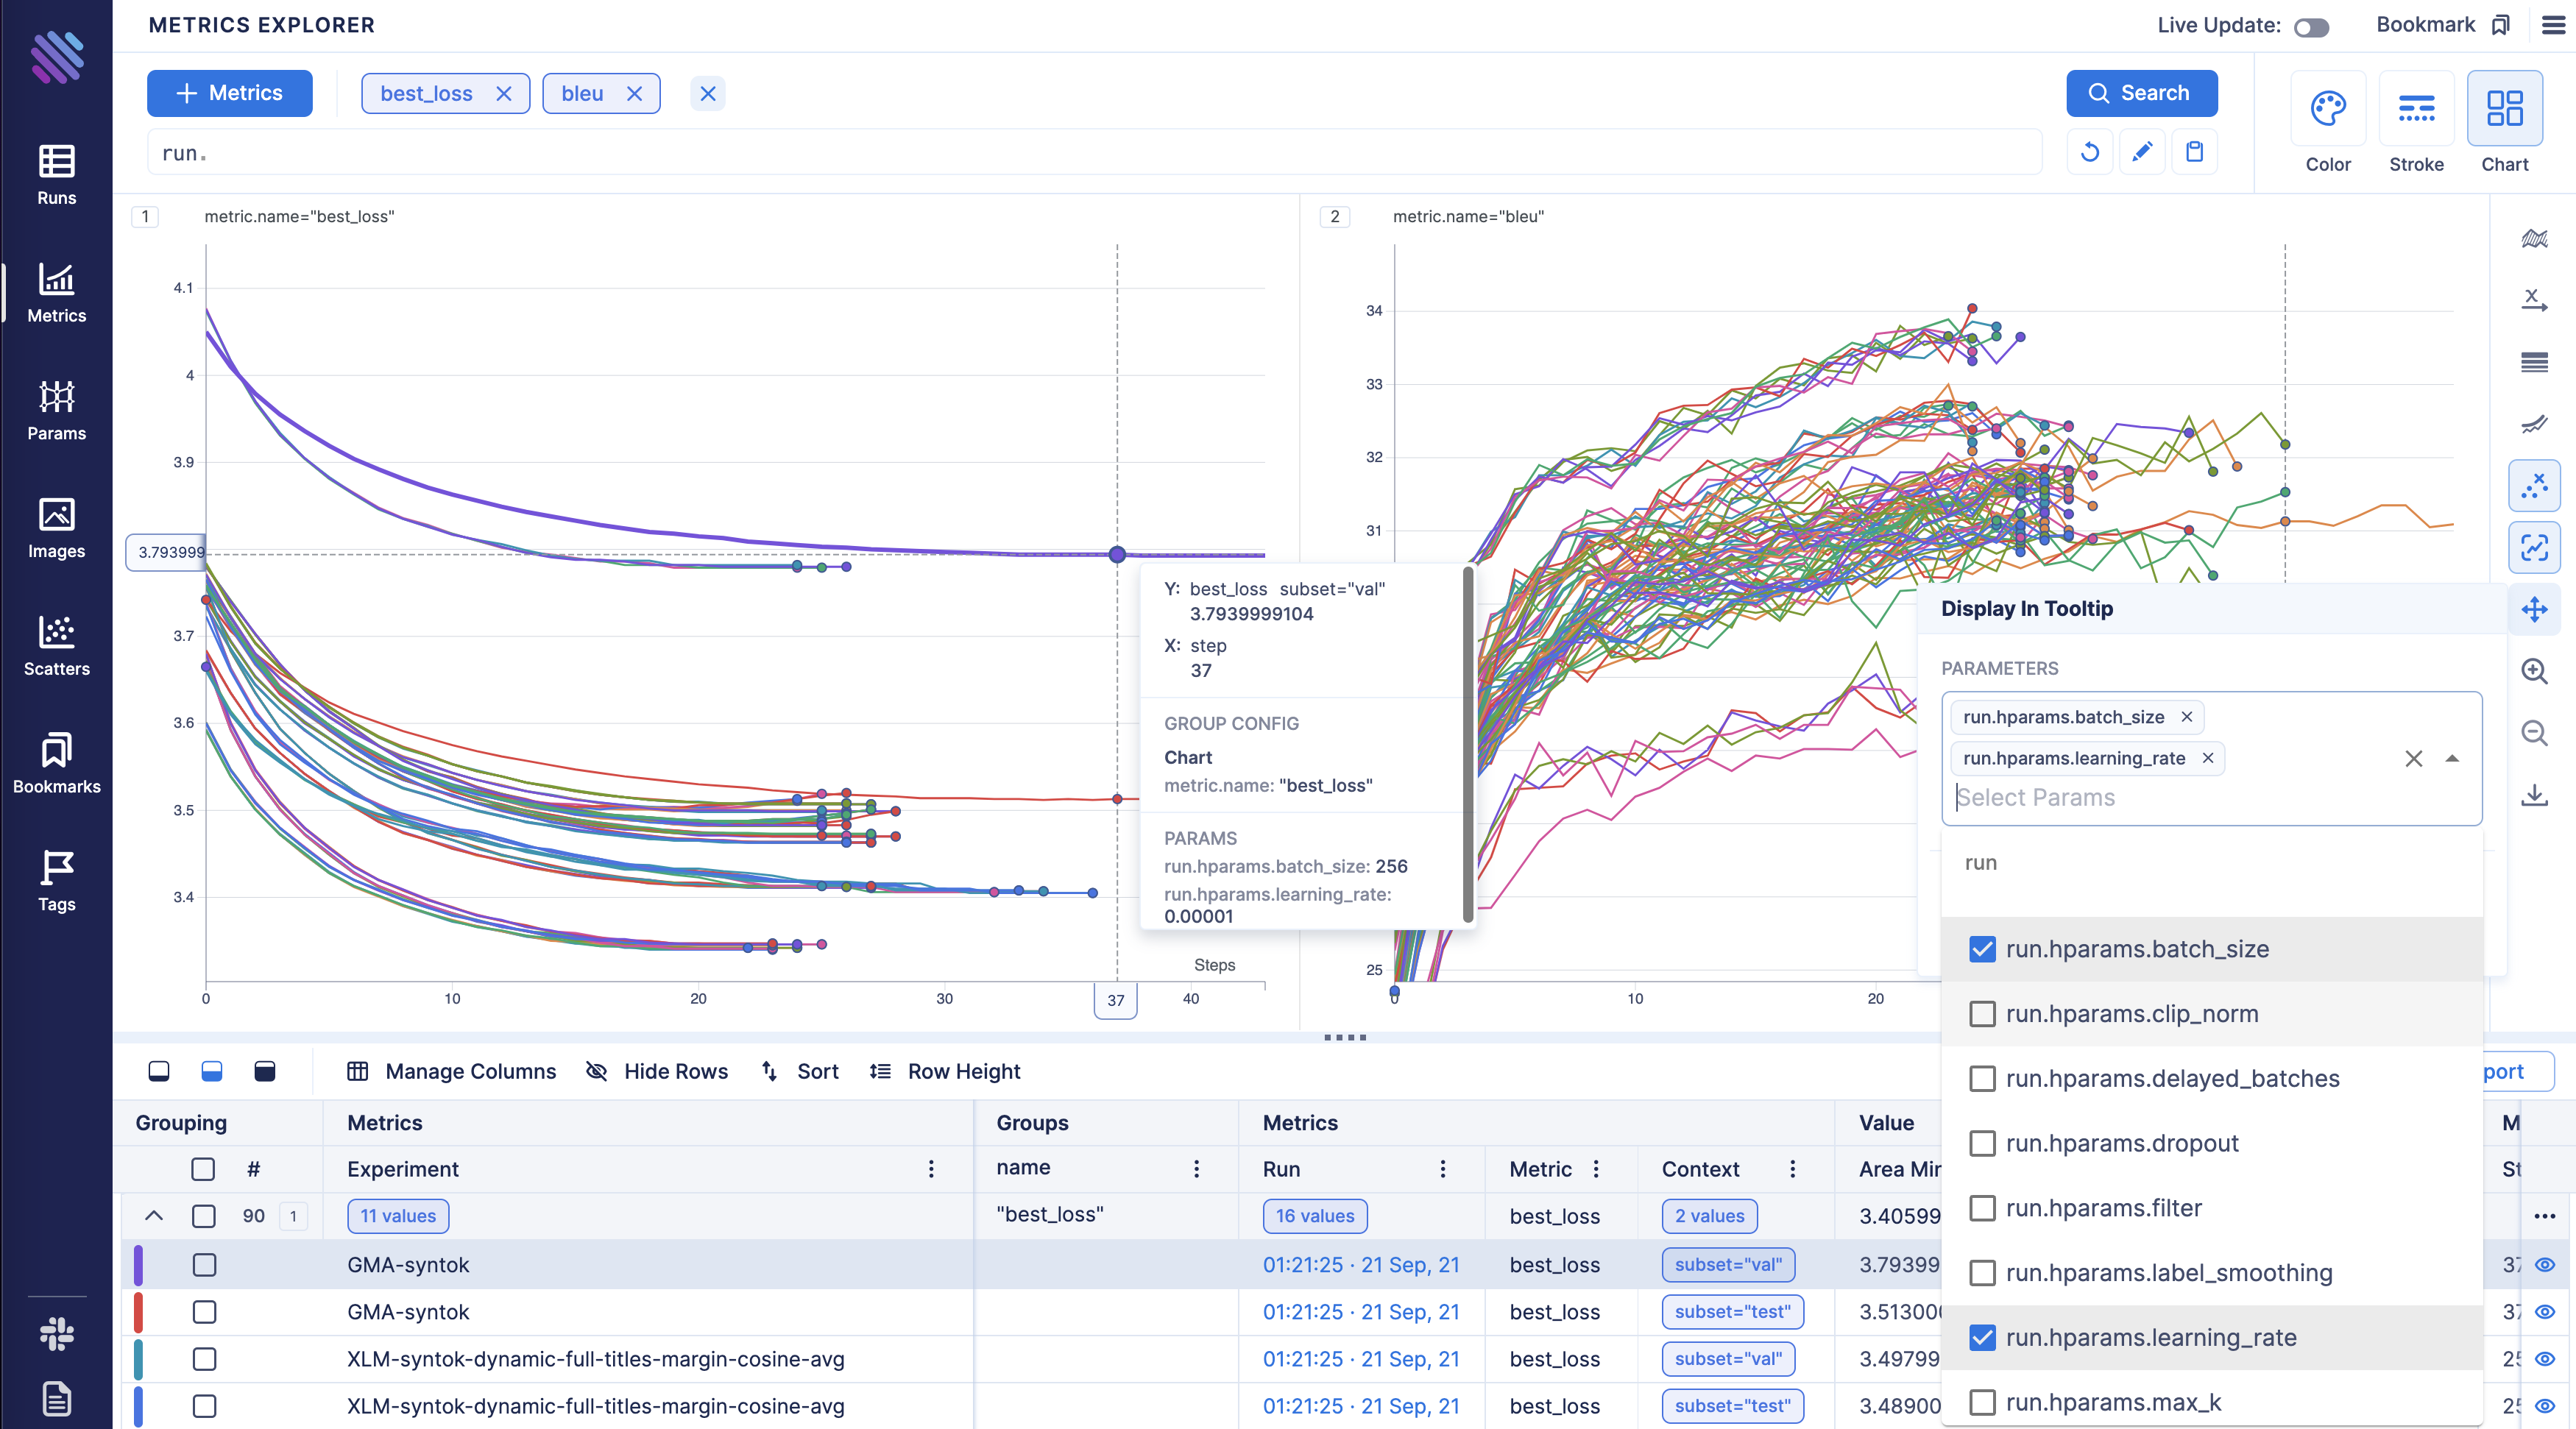 METRICS EXPLORER
Live Update:
Bookmark
Runs
Metrics
Params
Images
Scatters
Bookmarks
Tags
+ Metrics
best_loss
bleu
Search
run.
Color
Stroke
Chart
1
metric.name="best_loss"
4.1
4
3.9
3.793999
3.7
3.6
3.5
3.4
Steps
0
10
20
30
37
40
2
metric.name="bleu"
34
33
32
31
25
0
10
20
Y: best_loss subset="val"
3.7939999104
X: step
37
GROUP CONFIG
Chart
metric.name: "best_loss"
PARAMS
run.hparams.batch_size: 256
run.hparams.learning_rate:
0.00001
Display In Tooltip
PARAMETERS
run.hparams.batch_size
run.hparams.learning_rate
Select Params
run
run.hparams.batch_size
run.hparams.clip_norm
run.hparams.delayed_batches
run.hparams.dropout
run.hparams.filter
run.hparams.label_smoothing
run.hparams.learning_rate
run.hparams.max_k
Manage Columns
Hide Rows
Sort
Row Height
port
Grouping Metrics Groups Metrics Value M
# Experiment name Run Metric Context Area Mir St
90 1 11 values "best_loss" 16 values best_loss 2 values 3.40599
GMA-syntok 01:21:25 · 21 Sep, 21 best_loss subset="val" 3.79399 37
GMA-syntok 01:21:25 · 21 Sep, 21 best_loss subset="test" 3.51300 37
XLM-syntok-dynamic-full-titles-margin-cosine-avg 01:21:25 · 21 Sep, 21 best_loss subset="val" 3.49799 25
XLM-syntok-dynamic-full-titles-margin-cosine-avg 01:21:25 · 21 Sep, 21 best_loss subset="test" 3.48900 25